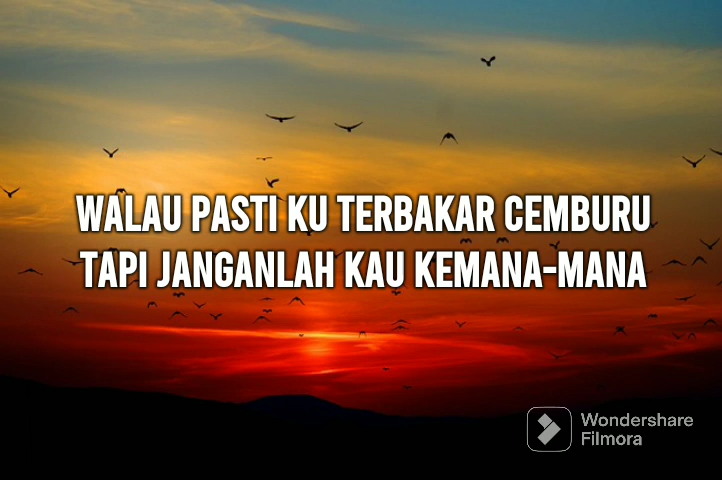 WALAU PASTI KU TERBAKAR CEMBURU
TAPI JANGANLAH KAU KEMANA-MANA
Wondershare
Filmora